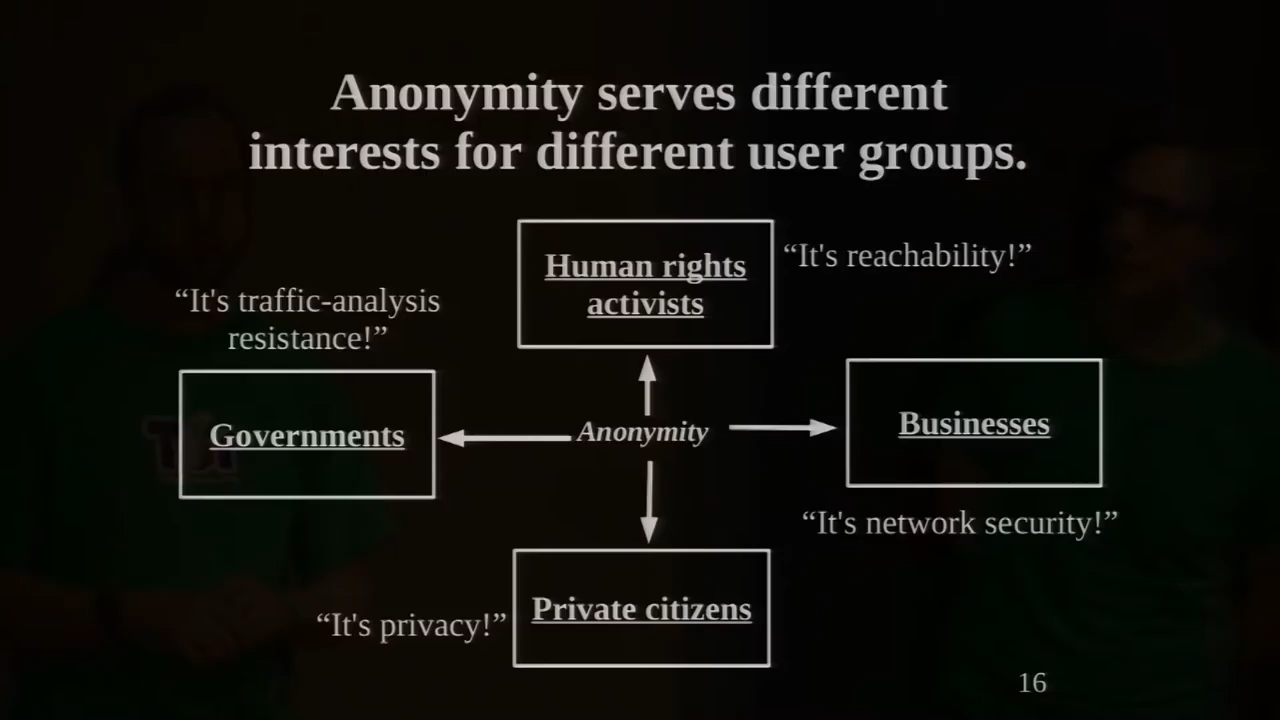 Anonymity serves different
interests for different user groups.
Human rights
activists
“It's reachability!”
“It's traffic-analysis
resistance!”
Governments
Anonymity
Businesses
“It's network security!”
Private citizens
“It's privacy!”
16